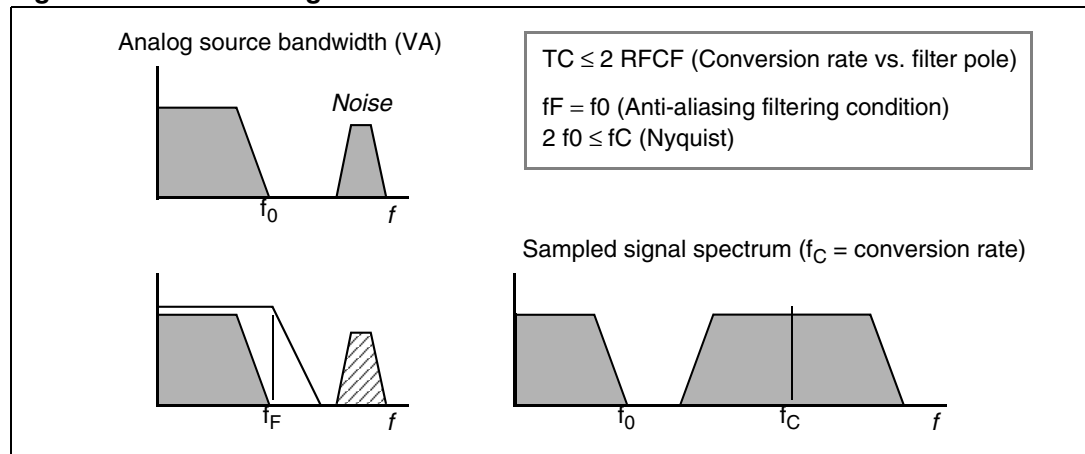 Analog source bandwidth (VA)
Noise
f0
f
TC ≤ 2 RFCF (Conversion rate vs. filter pole)
fF = f0 (Anti-aliasing filtering condition)
2 f0 ≤ fC (Nyquist)
fF
f
Sampled signal spectrum (fC = conversion rate)
f0
fC
f